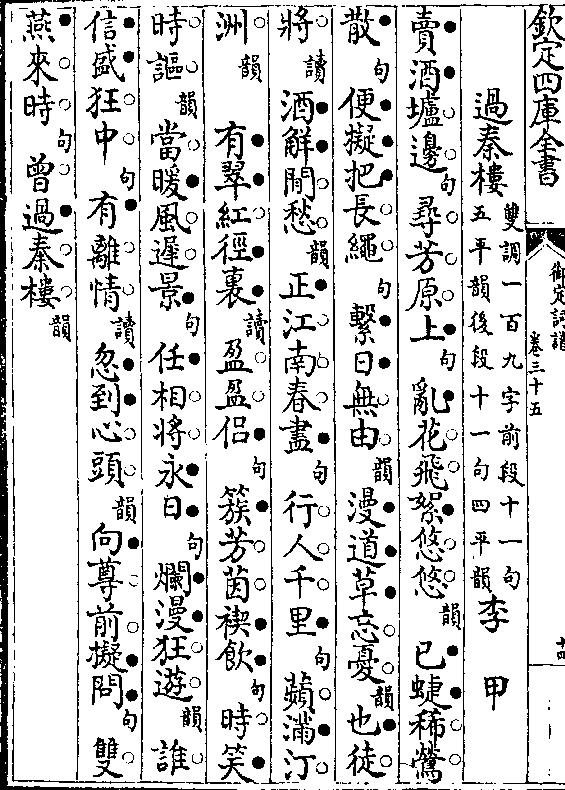 欽定四庫全書
御定詞譜
卷三十五
十四
過秦樓 雙調一百九字前段十一句五平韻後段十一句四平韻 李甲
賣酒壚邊句尋芳原上句亂花飛絮悠悠韻已蜨稀鶯
散句便擬把長繩句繫日無由韻漫道草忘憂韻也徒
將讀酒解閒愁韻正江南春盡句行人千里句蘋滿汀
洲韻有翠紅徑裏讀盈盈侣句簇芳茵禊飲句時笑
時謳韻當暖風遲景句任相將永日句爛漫狂遊韻誰
信盛狂中句有離情讀忽到心頭韻向尊前擬問句雙
燕來時句曾過秦樓韻